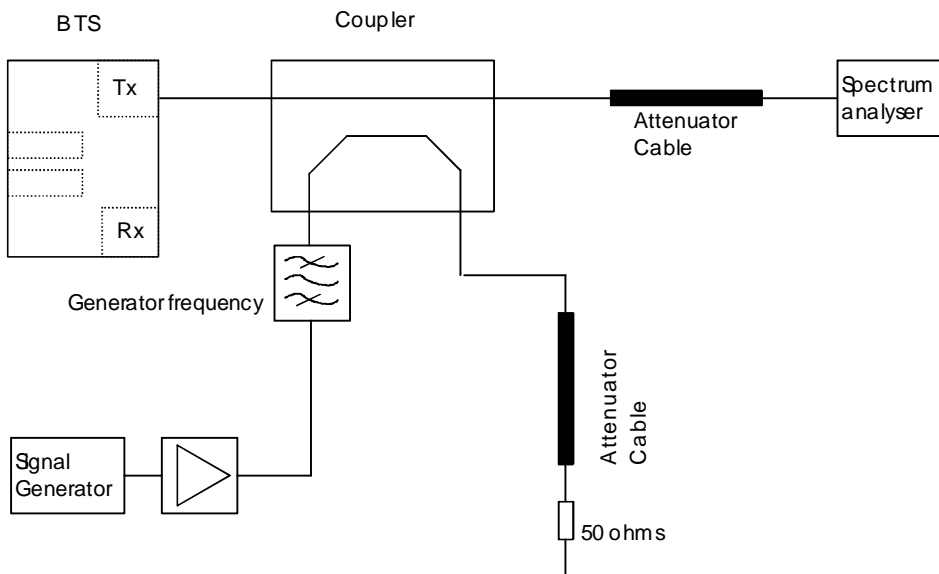 BTS
Coupler
Tx
Spectrum
analyser
Attenuator
Cable
Rx
Generator frequency
Attenuator
Cable
Signal
Generator
50 ohms